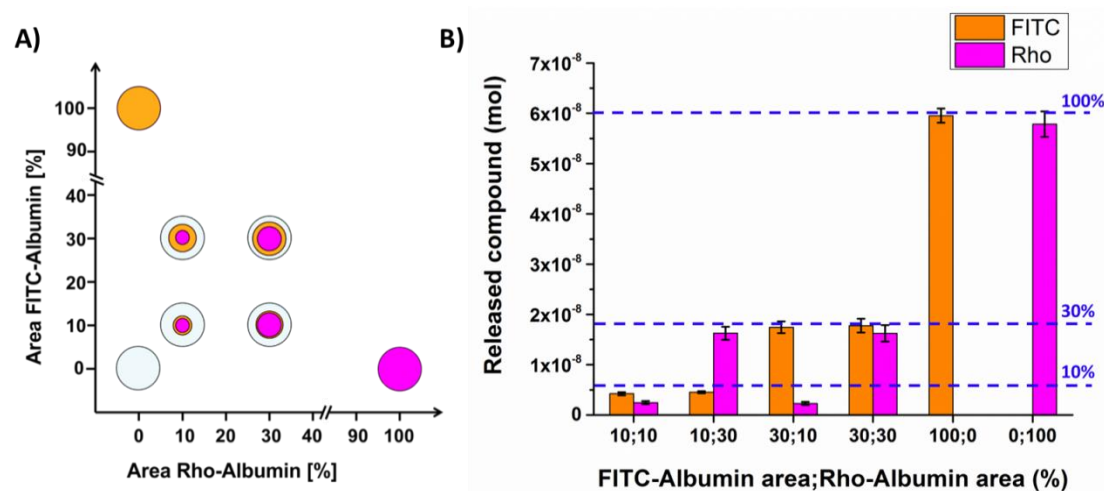 A)
Area FITC-Albumin [%]
100
90
40
30
20
10
0
0 10 20 30 40 90 100
Area Rho-Albumin [%]
B)
FITC
Rho
Released compound (mol)
7x10⁻⁸
6x10⁻⁸
5x10⁻⁸
4x10⁻⁸
3x10⁻⁸
2x10⁻⁸
1x10⁻⁸
0
100%
30%
10%
10;10 10;30 30;10 30;30 100;0 0;100
FITC-Albumin area;Rho-Albumin area (%)